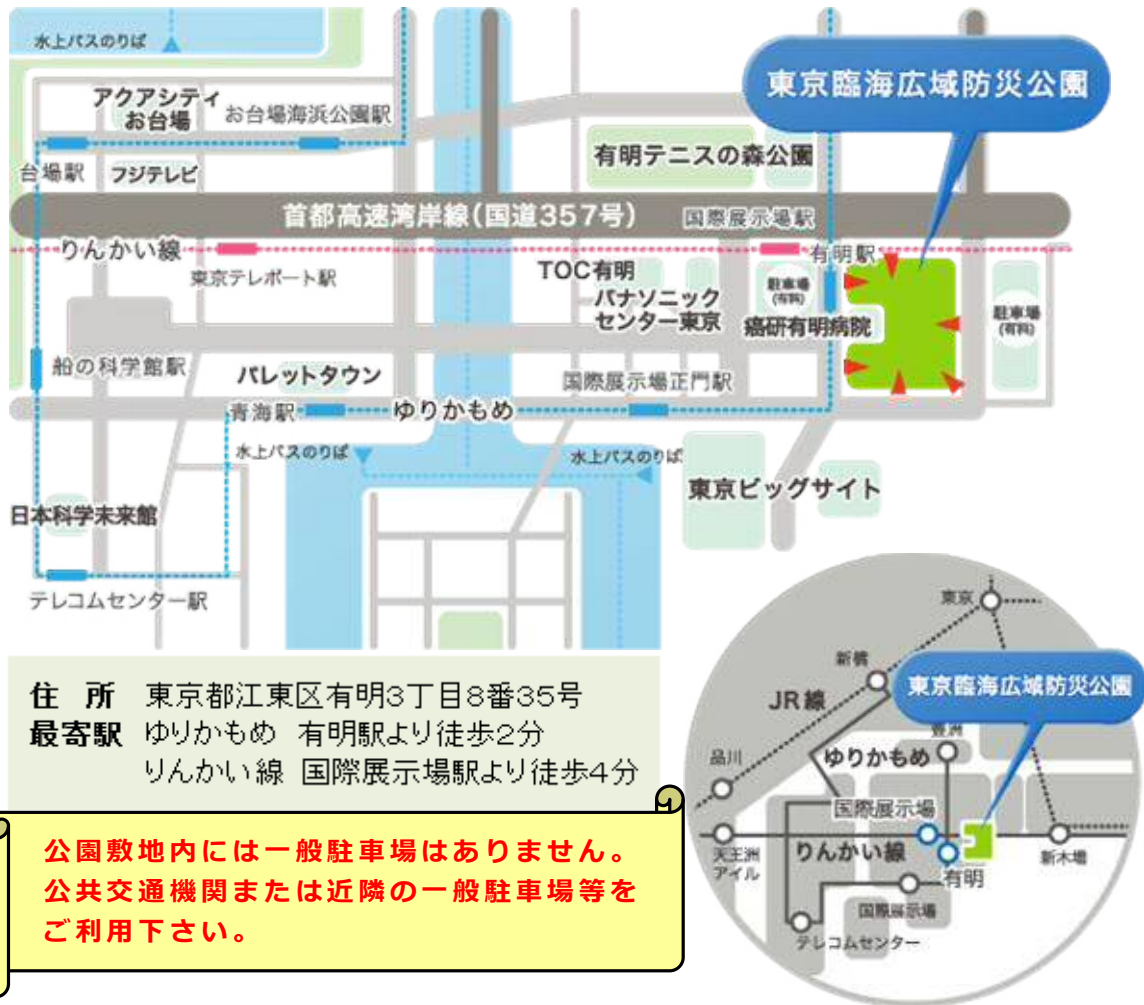 水上バスのりば
東京臨海広域防災公園
アクアシティ
お台場
お台場海浜公園駅
有明テニスの森公園
台場駅
フジテレビ
首都高速湾岸線(国道357号)
国際展示場駅
りんかい線
有明駅
東京テレポート駅
TOC有明
パナソニック
センター東京
駐車場
(有料)
癌研有明病院
駐車場
(有料)
船の科学館駅
パレットタウン
国際展示場正門駅
青海駅
ゆりかもめ
水上バスのりば
水上バスのりば
東京ビッグサイト
日本科学未来館
テレコムセンター駅
住 所 東京都江東区有明3丁目8番35号
最寄駅 ゆりかもめ 有明駅より徒歩2分
りんかい線 国際展示場駅より徒歩4分
公園敷地内には一般駐車場はありません。
公共交通機関または近隣の一般駐車場等を
ご利用下さい。
東京
新橋
JR線
東京臨海広域防災公園
豊洲
品川
ゆりかもめ
国際展示場
天王洲
アイル
りんかい線
新木場
有明
国際展示場
テレコムセンター